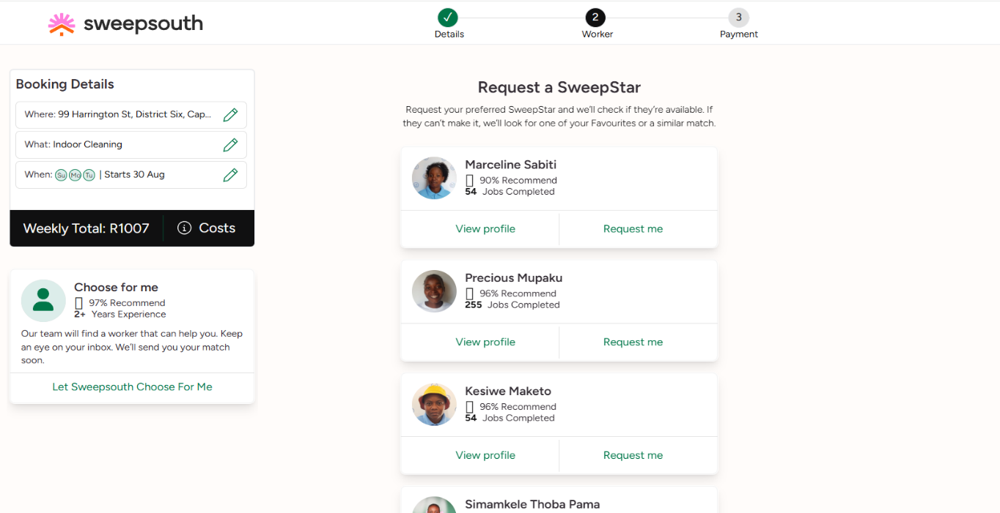 sweepsouth
✓ 2 3
Details Worker Payment
Booking Details
Where: 99 Harrington St, District Six, Cap...
What: Indoor Cleaning
When: Su Mo Tu | Starts 30 Aug
Weekly Total: R1007 Costs
Choose for me
97% Recommend
2+ Years Experience
Our team will find a worker that can help you. Keep
an eye on your inbox. We’ll send you your match
soon.
Let Sweepsouth Choose For Me
Request a SweepStar
Request your preferred SweepStar and we’ll check if they’re available. If
they can’t make it, we’ll look for one of your Favourites or a similar match.
Marceline Sabiti
90% Recommend
54 Jobs Completed
View profile Request me
Precious Mupaku
96% Recommend
255 Jobs Completed
View profile Request me
Kesiwe Maketo
96% Recommend
54 Jobs Completed
View profile Request me
Simamkele Thoba Pama